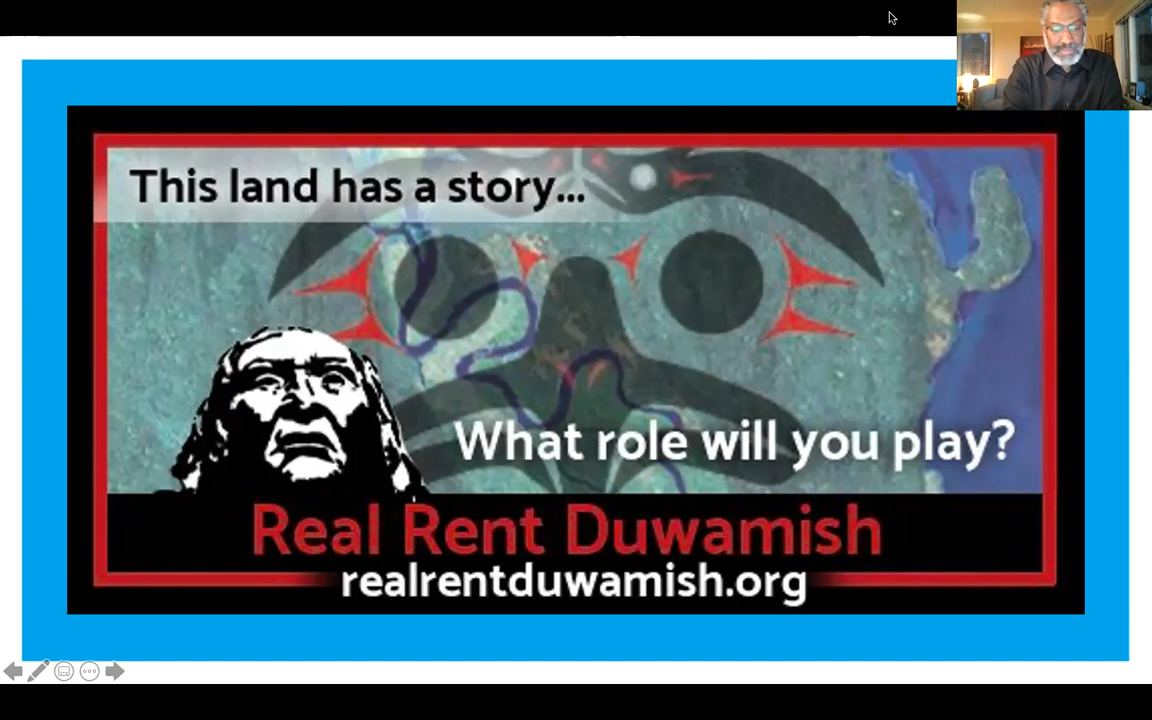 This land has a story...
What role will you play?
Real Rent Duwamish
realrentduwamish.org